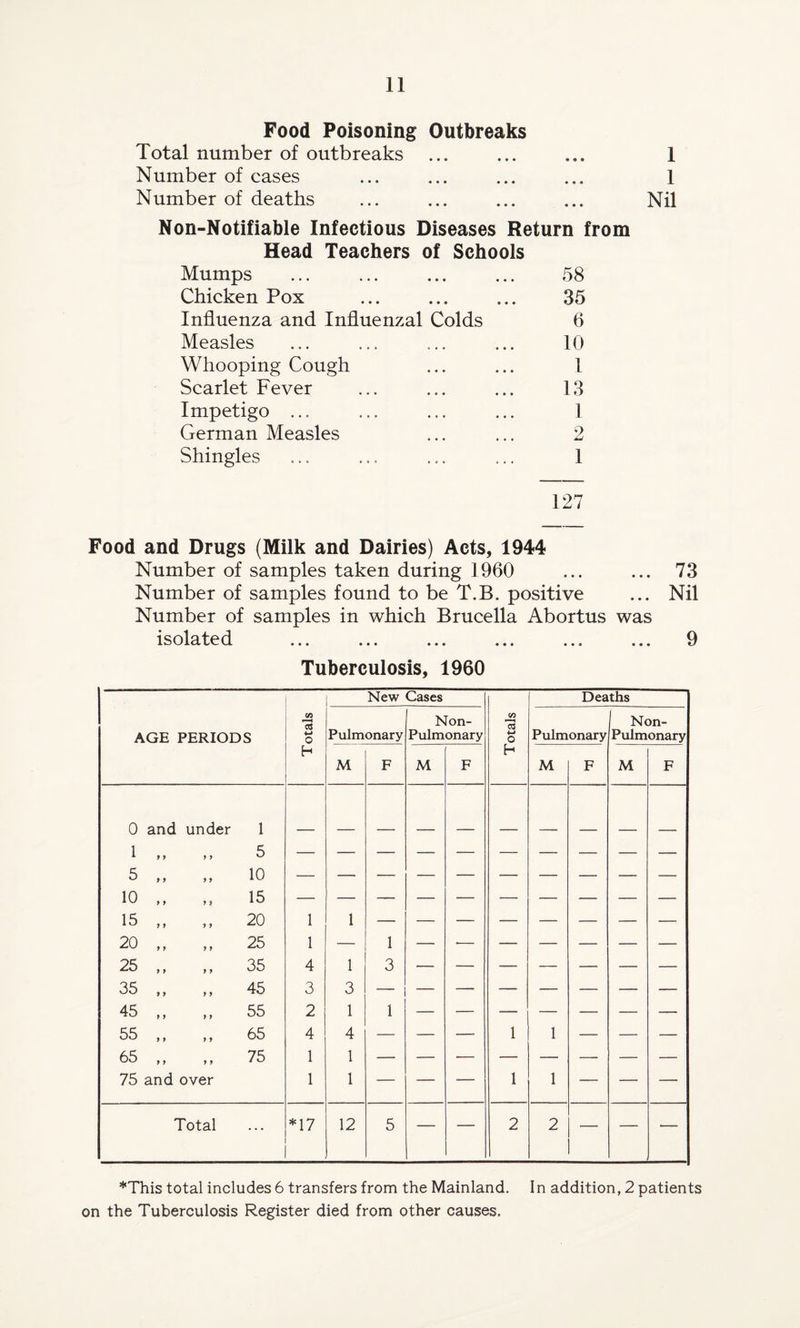 11
Food Poisoning Outbreaks
Total number of outbreaks ... ... ... 1
Number of cases ... ... ... ... 1
Number of deaths ... ... ... ... Nil
Non-Notifiable Infectious Diseases Return from
Head Teachers of Schools
Mumps ... ... ... ... 58
Chicken Pox ... ... ... 35
Influenza and Influenzal Colds 6
Measles ... ... ... ... 10
Whooping Cough ... ... 1
Scarlet Fever ... ... ... 13
Impetigo ... ... ... ... 1
German Measles ... ... 2
Shingles ... ... ... ... 1
127
Food and Drugs (Milk and Dairies) Acts, 1944
Number of samples taken during 1960 ... ... 73
Number of samples found to be T.B. positive ... Nil
Number of samples in which Brucella Abortus was
isolated ... ... ... ... ... ... 9
Tuberculosis, 1960
New Cases Deaths
AGE PERIODS Totals Pulmonary Non-Pulmonary Totals Pulmonary Non-Pulmonary
M F M F M F M F
0 and under 1 — — — — — — — — — —
1 ,, ,, 5 — — — — — — — — — —
5 ,, ,, 10 — — — — — — — — — —
10 ,, ,, 15 — — — — — — — — — —
15 ,, ,, 20 1 1 — — — — — — — —
20 ,, ,, 25 1 — 1 — — — — — — —
25 ,, ,, 35 4 1 3 — — — — — — —
35 ,, ,, 45 3 3 — — — — — — — —
45 ,, ,, 55 2 1 1 — — — — — — —
55 ,, ,, 65 4 4 — — — 1 1 — — —
65 ,, ,, 75 1 1 — — — — — — — —
75 and over 1 1 — — — 1 1 — — —
Total ... *17 12 5 — — 2 2 — — —
*This total includes 6 transfers from the Mainland. In addition, 2 patients
on the Tuberculosis Register died from other causes.